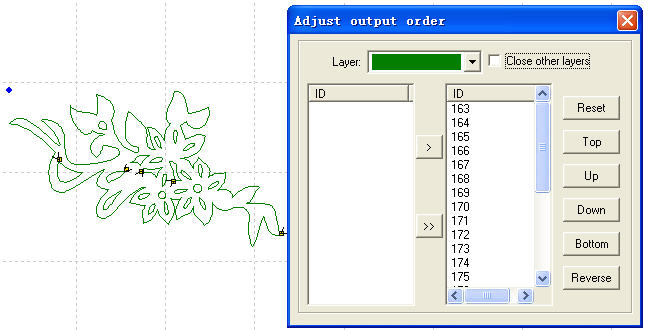 Adjust output order
Layer:
Close other layers
ID
ID
163
164
165
166
167
168
169
170
171
172
173
174
175
>
>>
Reset
Top
Up
Down
Bottom
Reverse